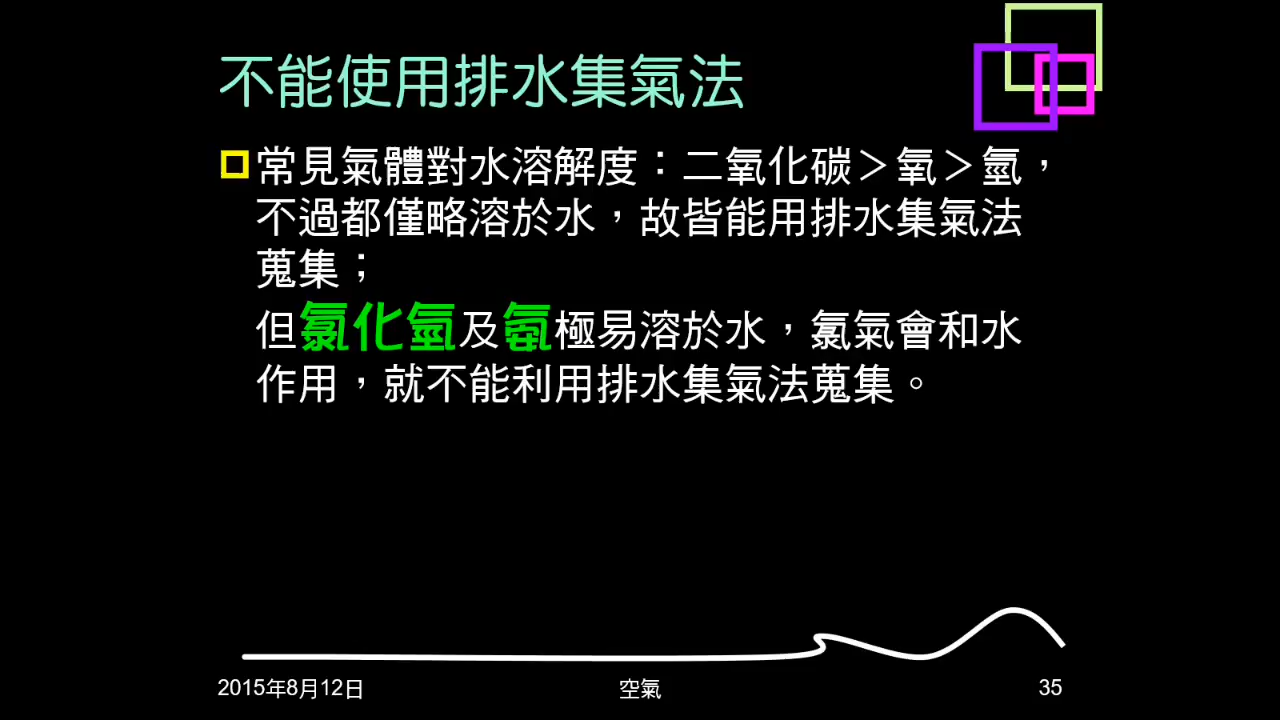 不能使用排水集氣法
常見氣體對水溶解度：二氧化碳＞氧＞氫，
不過都僅略溶於水，故皆能用排水集氣法
蒐集；
但氯化氫及氨極易溶於水，氯氣會和水
作用，就不能利用排水集氣法蒐集。
2015年8月12日
空氣
35